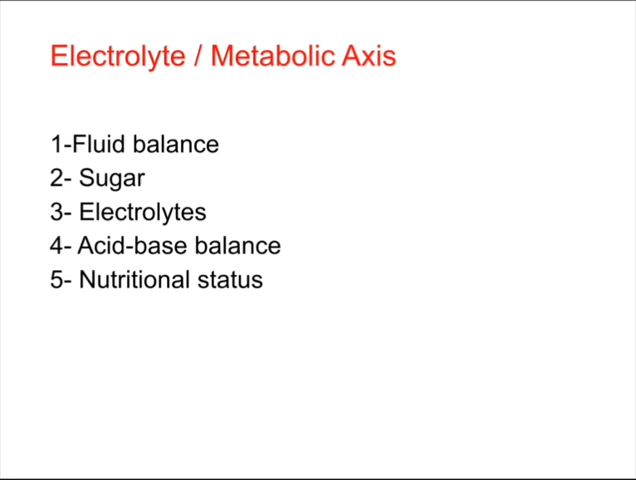 Electrolyte / Metabolic Axis
1-Fluid balance
2- Sugar
3- Electrolytes
4- Acid-base balance
5- Nutritional status